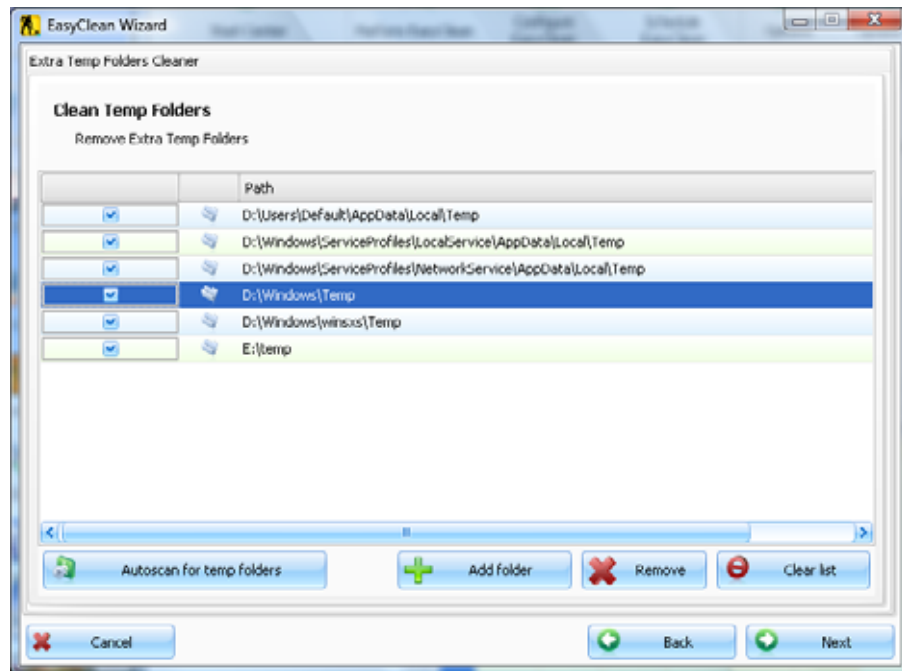 EasyClean Wizard
Extra Temp Folders Cleaner
Clean Temp Folders
Remove Extra Temp Folders
Path
D:\Users\Default\AppData\Local\Temp
D:\Windows\ServiceProfiles\LocalService\AppData\Local\Temp
D:\Windows\ServiceProfiles\NetworkService\AppData\Local\Temp
D:\Windows\Temp
D:\Windows\winsxs\Temp
E:\temp
Autoscan for temp folders Add folder Remove Clear list
Cancel Back Next